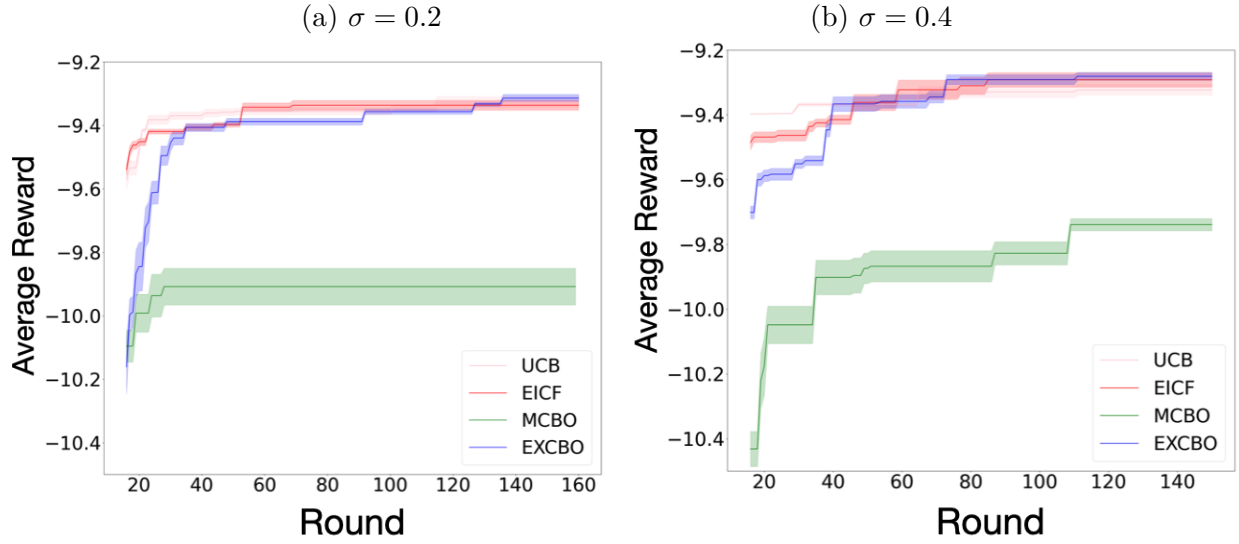 (a) σ = 0.2
−9.2
−9.4
−9.6
−9.8
−10.0
−10.2
−10.4
Average Reward
20 40 60 80 100 120 140 160
Round
UCB
EICF
MCBO
EXCBO
(b) σ = 0.4
−9.2
−9.4
−9.6
−9.8
−10.0
−10.2
−10.4
Average Reward
20 40 60 80 100 120 140
Round
UCB
EICF
MCBO
EXCBO